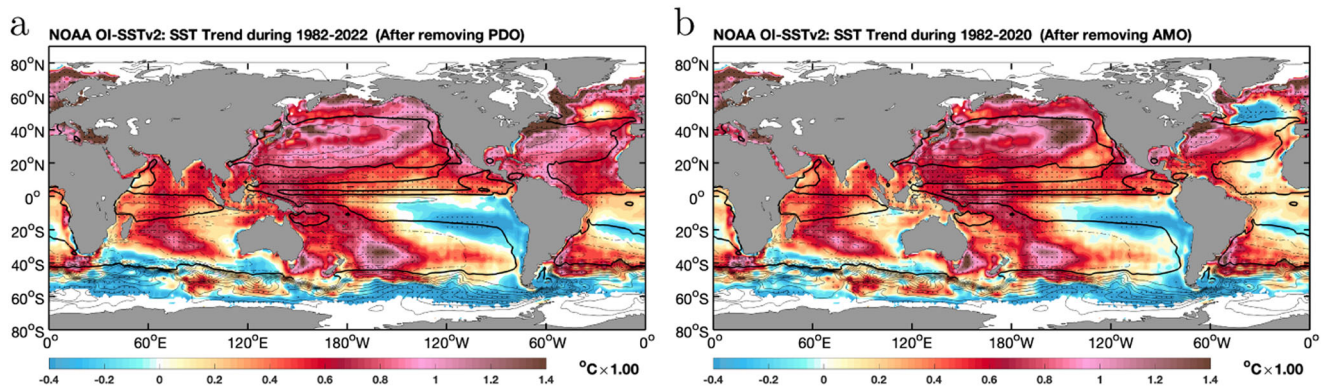 a
NOAA OI-SSTv2: SST Trend during 1982-2022 (After removing PDO)
80°N
60°N
40°N
20°N
0°
20°S
40°S
60°S
80°S
0° 60°E 120°E 180°W 120°W 60°W 0°
-0.4 -0.2 0 0.2 0.4 0.6 0.8 1 1.2 1.4
°C×1.00
b
NOAA OI-SSTv2: SST Trend during 1982-2020 (After removing AMO)
80°N
60°N
40°N
20°N
0°
20°S
40°S
60°S
80°S
0° 60°E 120°E 180°W 120°W 60°W 0°
-0.4 -0.2 0 0.2 0.4 0.6 0.8 1 1.2 1.4
°C×1.00